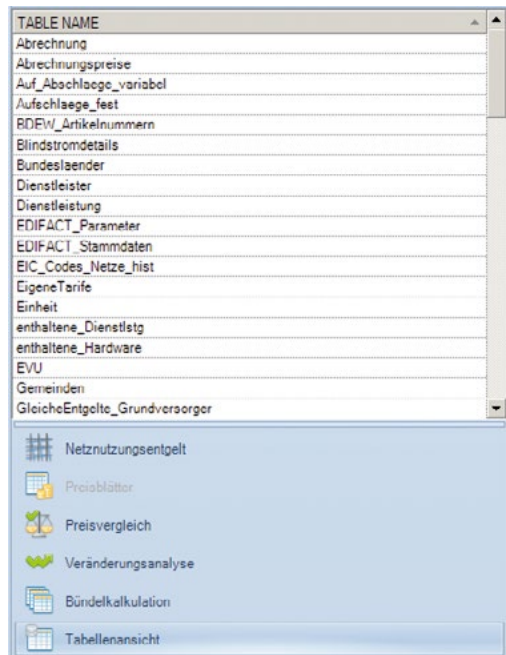 TABLE NAME
Abrechnung
Abrechnungspreise
Auf_Abschlaege_variabel
Aufschlaege_fest
BDEW_Artikelnummern
Blindstromdetails
Bundeslaender
Dienstleister
Dienstleistung
EDIFACT_Parameter
EDIFACT_Stammdaten
EIC_Codes_Netze_hist
EigeneTarife
Einheit
enthaltene_Dienstlstg
enthaltene_Hardware
EVU
Gemeinden
GleicheEntgelte_Grundversorger
Netznutzungsentgelt
Preisblätter
Preisvergleich
Veränderungsanalyse
Bündelkalkulation
Tabellenansicht